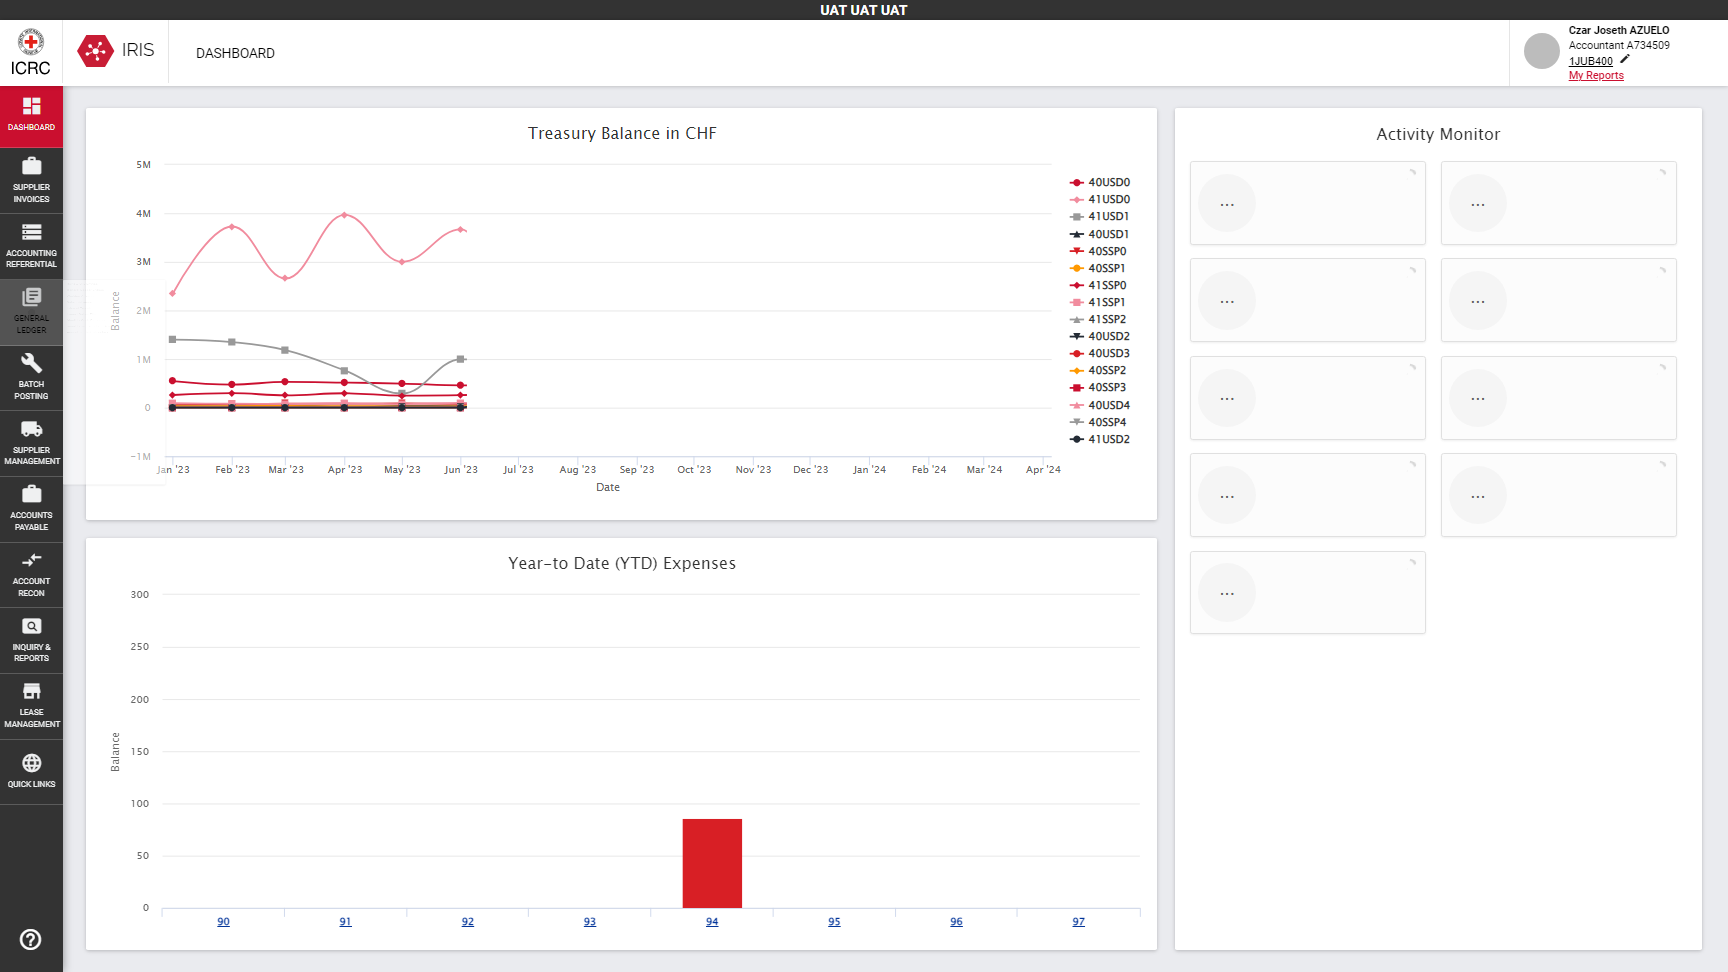 UAT UAT UAT
ICRC
IRIS
DASHBOARD
Czar Joseth AZUELO
Accountant A734509
1JUB400
My Reports
DASHBOARD
SUPPLIER
INVOICES
ACCOUNTING
REFERENTIAL
GENERAL
LEDGER
BATCH
POSTING
SUPPLIER
MANAGEMENT
ACCOUNTS
PAYABLE
ACCOUNT
RECON
INQUIRY &
REPORTS
LEASE
MANAGEMENT
QUICK LINKS
Treasury Balance in CHF
5M
4M
3M
2M
1M
0
−1M
Balance
Jan '23 Feb '23 Mar '23 Apr '23 May '23 Jun '23 Jul '23 Aug '23 Sep '23 Oct '23 Nov '23 Dec '23 Jan '24 Feb '24 Mar '24 Apr '24
Date
40USD0
41USD0
41USD1
40USD1
40SSP0
40SSP1
41SSP0
41SSP1
41SSP2
40USD2
40USD3
40SSP2
40SSP3
40USD4
40SSP4
41USD2
Year-to Date (YTD) Expenses
300
250
200
150
100
50
0
Balance
90 91 92 93 94 95 96 97
Activity Monitor
... ...
... ...
... ...
... ...
...